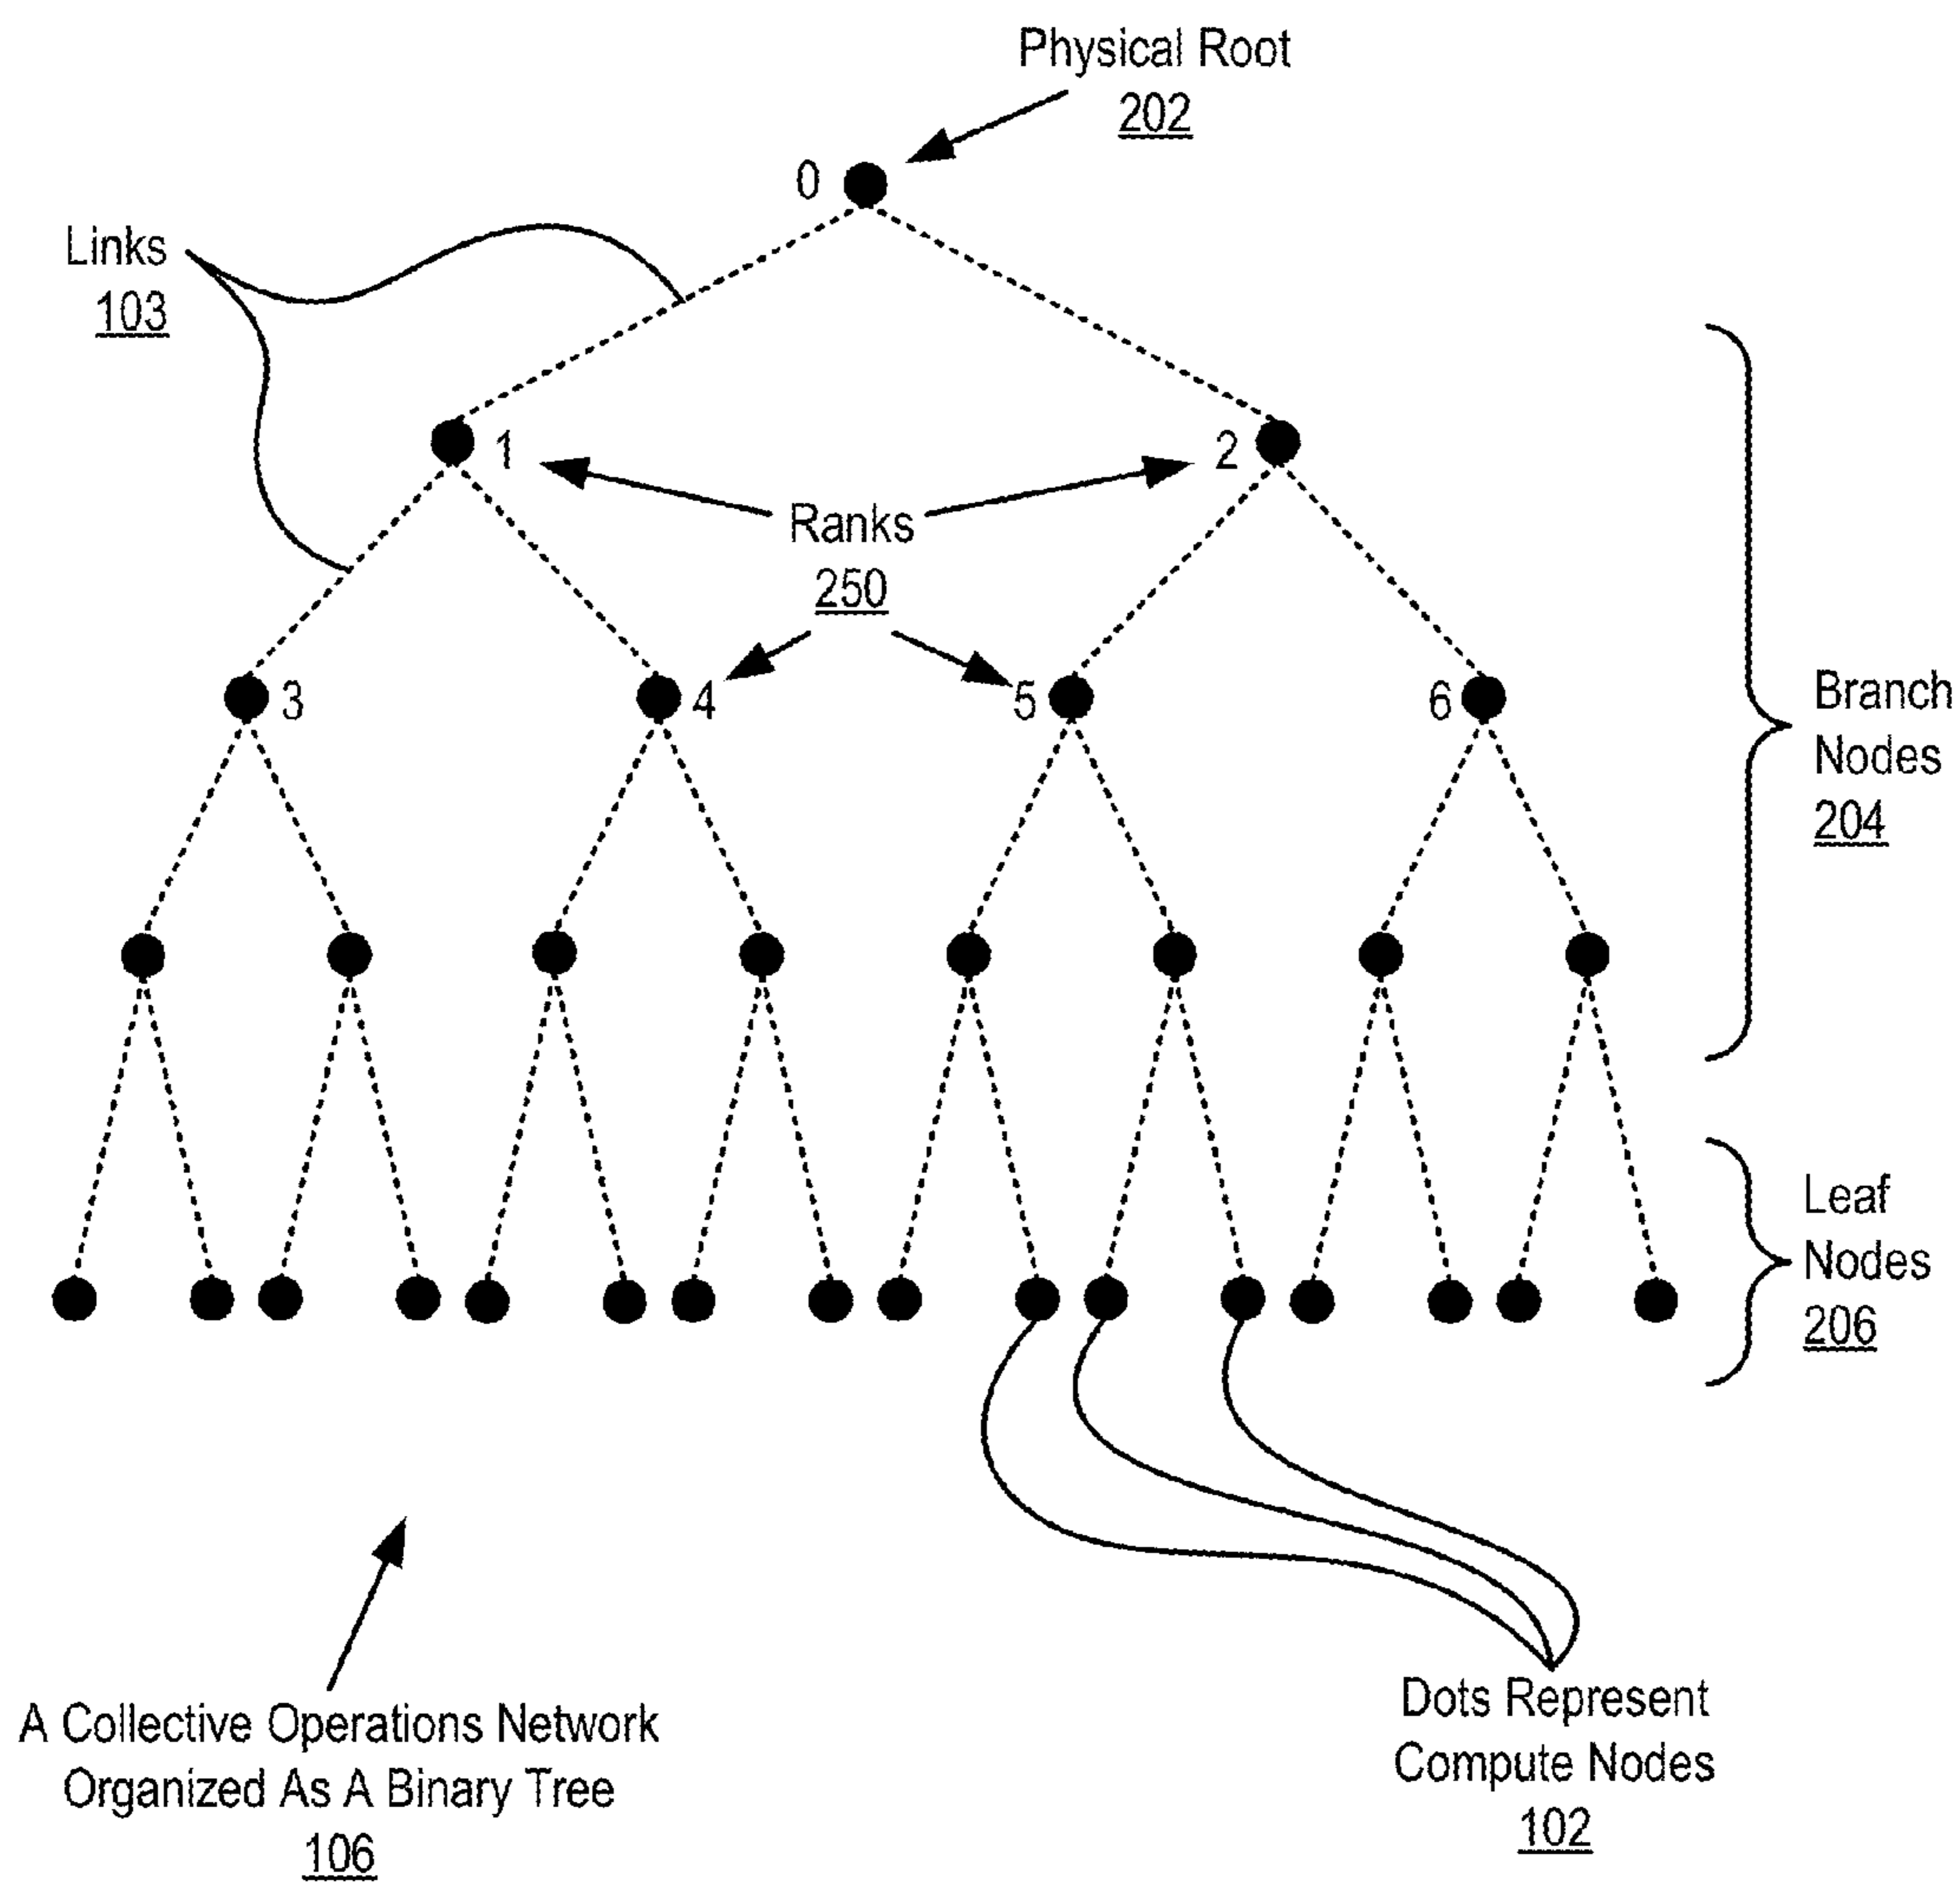 Physical Root
202
0
Links
103
1
2
Ranks
250
3
4
5
6
Branch
Nodes
204
Leaf
Nodes
206
A Collective Operations Network
Organized As A Binary Tree
106
Dots Represent
Compute Nodes
102